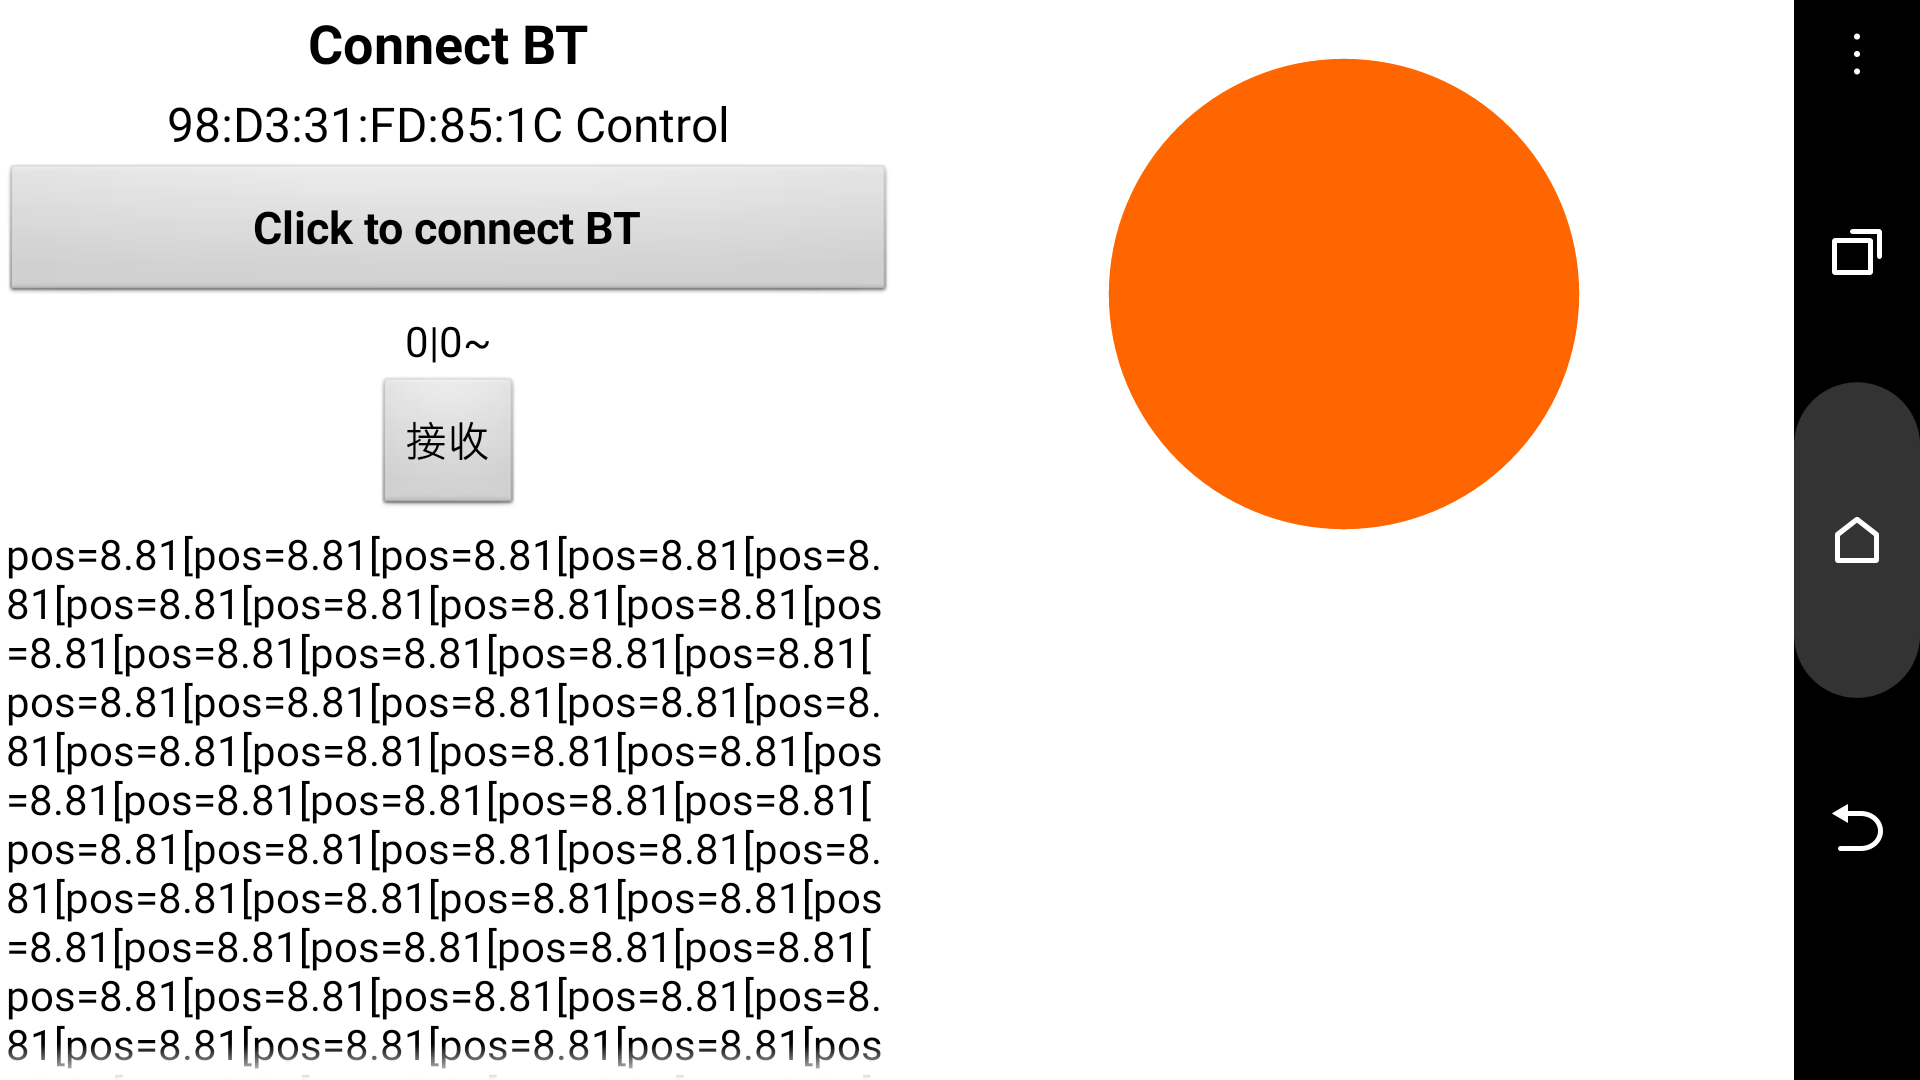 Connect BT
98:D3:31:FD:85:1C Control
Click to connect BT
0|0~
接收
pos=8.81[pos=8.81[pos=8.81[pos=8.81[pos=8.
81[pos=8.81[pos=8.81[pos=8.81[pos=8.81[pos
=8.81[pos=8.81[pos=8.81[pos=8.81[pos=8.81[
pos=8.81[pos=8.81[pos=8.81[pos=8.81[pos=8.
81[pos=8.81[pos=8.81[pos=8.81[pos=8.81[pos
=8.81[pos=8.81[pos=8.81[pos=8.81[pos=8.81[
pos=8.81[pos=8.81[pos=8.81[pos=8.81[pos=8.
81[pos=8.81[pos=8.81[pos=8.81[pos=8.81[pos
=8.81[pos=8.81[pos=8.81[pos=8.81[pos=8.81[
pos=8.81[pos=8.81[pos=8.81[pos=8.81[pos=8.
81[pos=8.81[pos=8.81[pos=8.81[pos=8.81[pos